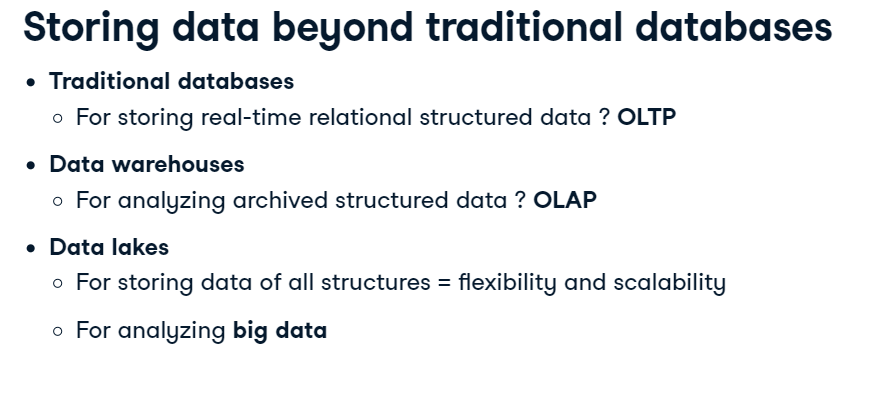 Storing data beyond traditional databases
• Traditional databases
○ For storing real-time relational structured data ? OLTP
• Data warehouses
○ For analyzing archived structured data ? OLAP
• Data lakes
○ For storing data of all structures = flexibility and scalability
○ For analyzing big data